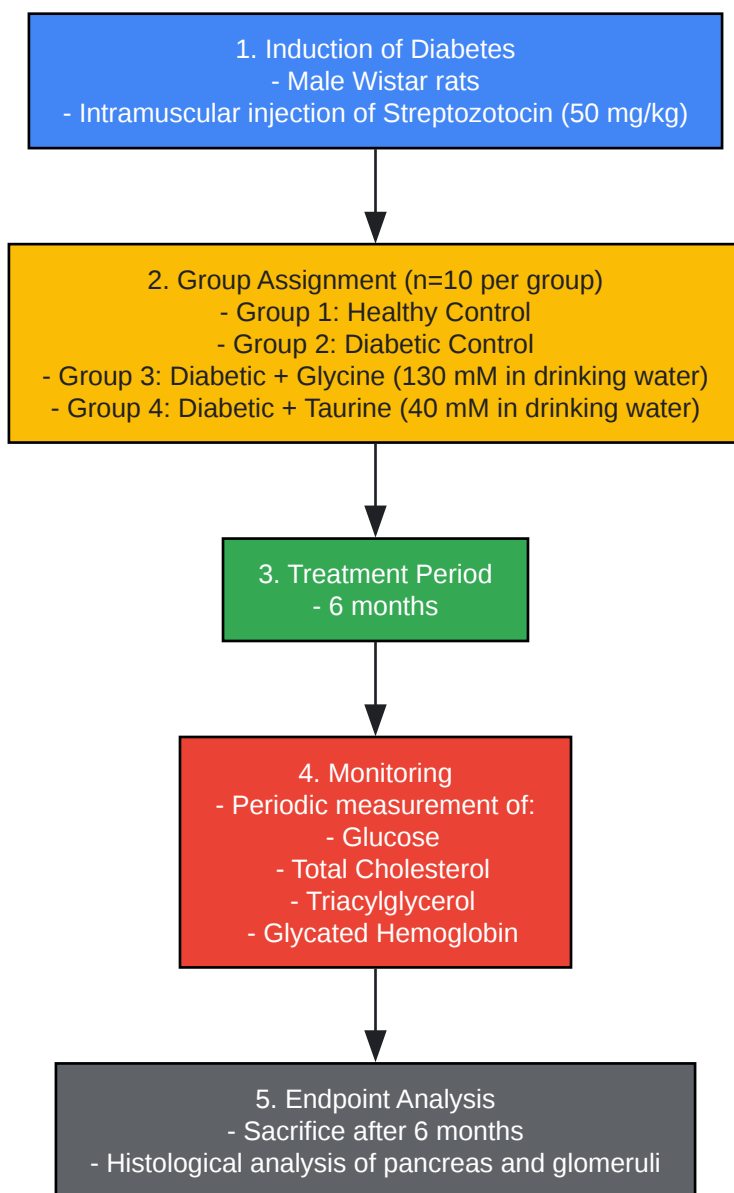 1. Induction of Diabetes
- Male Wistar rats
- Intramuscular injection of Streptozotocin (50 mg/kg)
2. Group Assignment (n=10 per group)
- Group 1: Healthy Control
- Group 2: Diabetic Control
- Group 3: Diabetic + Glycine (130 mM in drinking water)
- Group 4: Diabetic + Taurine (40 mM in drinking water)
3. Treatment Period
- 6 months
4. Monitoring
- Periodic measurement of:
- Glucose
- Total Cholesterol
- Triacylglycerol
- Glycated Hemoglobin
5. Endpoint Analysis
- Sacrifice after 6 months
- Histological analysis of pancreas and glomeruli